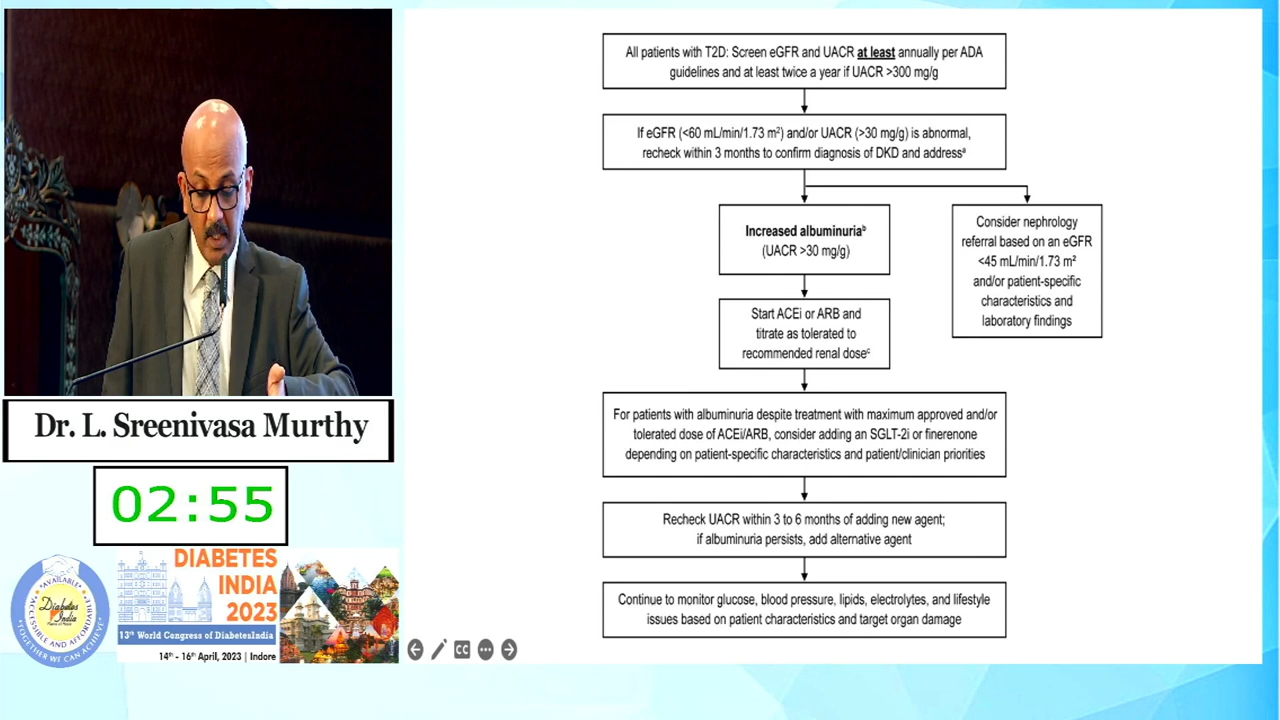 All patients with T2D: Screen eGFR and UACR at least annually per ADA
guidelines and at least twice a year if UACR >300 mg/g
If eGFR (<60 mL/min/1.73 m²) and/or UACR (>30 mg/g) is abnormal,
recheck within 3 months to confirm diagnosis of DKD and addressᵃ
Increased albuminuriaᵇ
(UACR >30 mg/g)
Consider nephrology
referral based on an eGFR
<45 mL/min/1.73 m²
and/or patient-specific
characteristics and
laboratory findings
Start ACEi or ARB and
titrate as tolerated to
recommended renal doseᶜ
For patients with albuminuria despite treatment with maximum approved and/or
tolerated dose of ACEi/ARB, consider adding an SGLT-2i or finerenone
depending on patient-specific characteristics and patient/clinician priorities
Recheck UACR within 3 to 6 months of adding new agent;
if albuminuria persists, add alternative agent
Continue to monitor glucose, blood pressure, lipids, electrolytes, and lifestyle
issues based on patient characteristics and target organ damage
Dr. L. Sreenivasa Murthy
02:55
AVAILABLE
ACCESSIBLE AND AFFORDABLE
Diabetes
India
TOGETHER WE CAN ACHIEVE
DIABETES
INDIA
2023
13th World Congress of DiabetesIndia
14th - 16th April, 2023 | Indore
CC